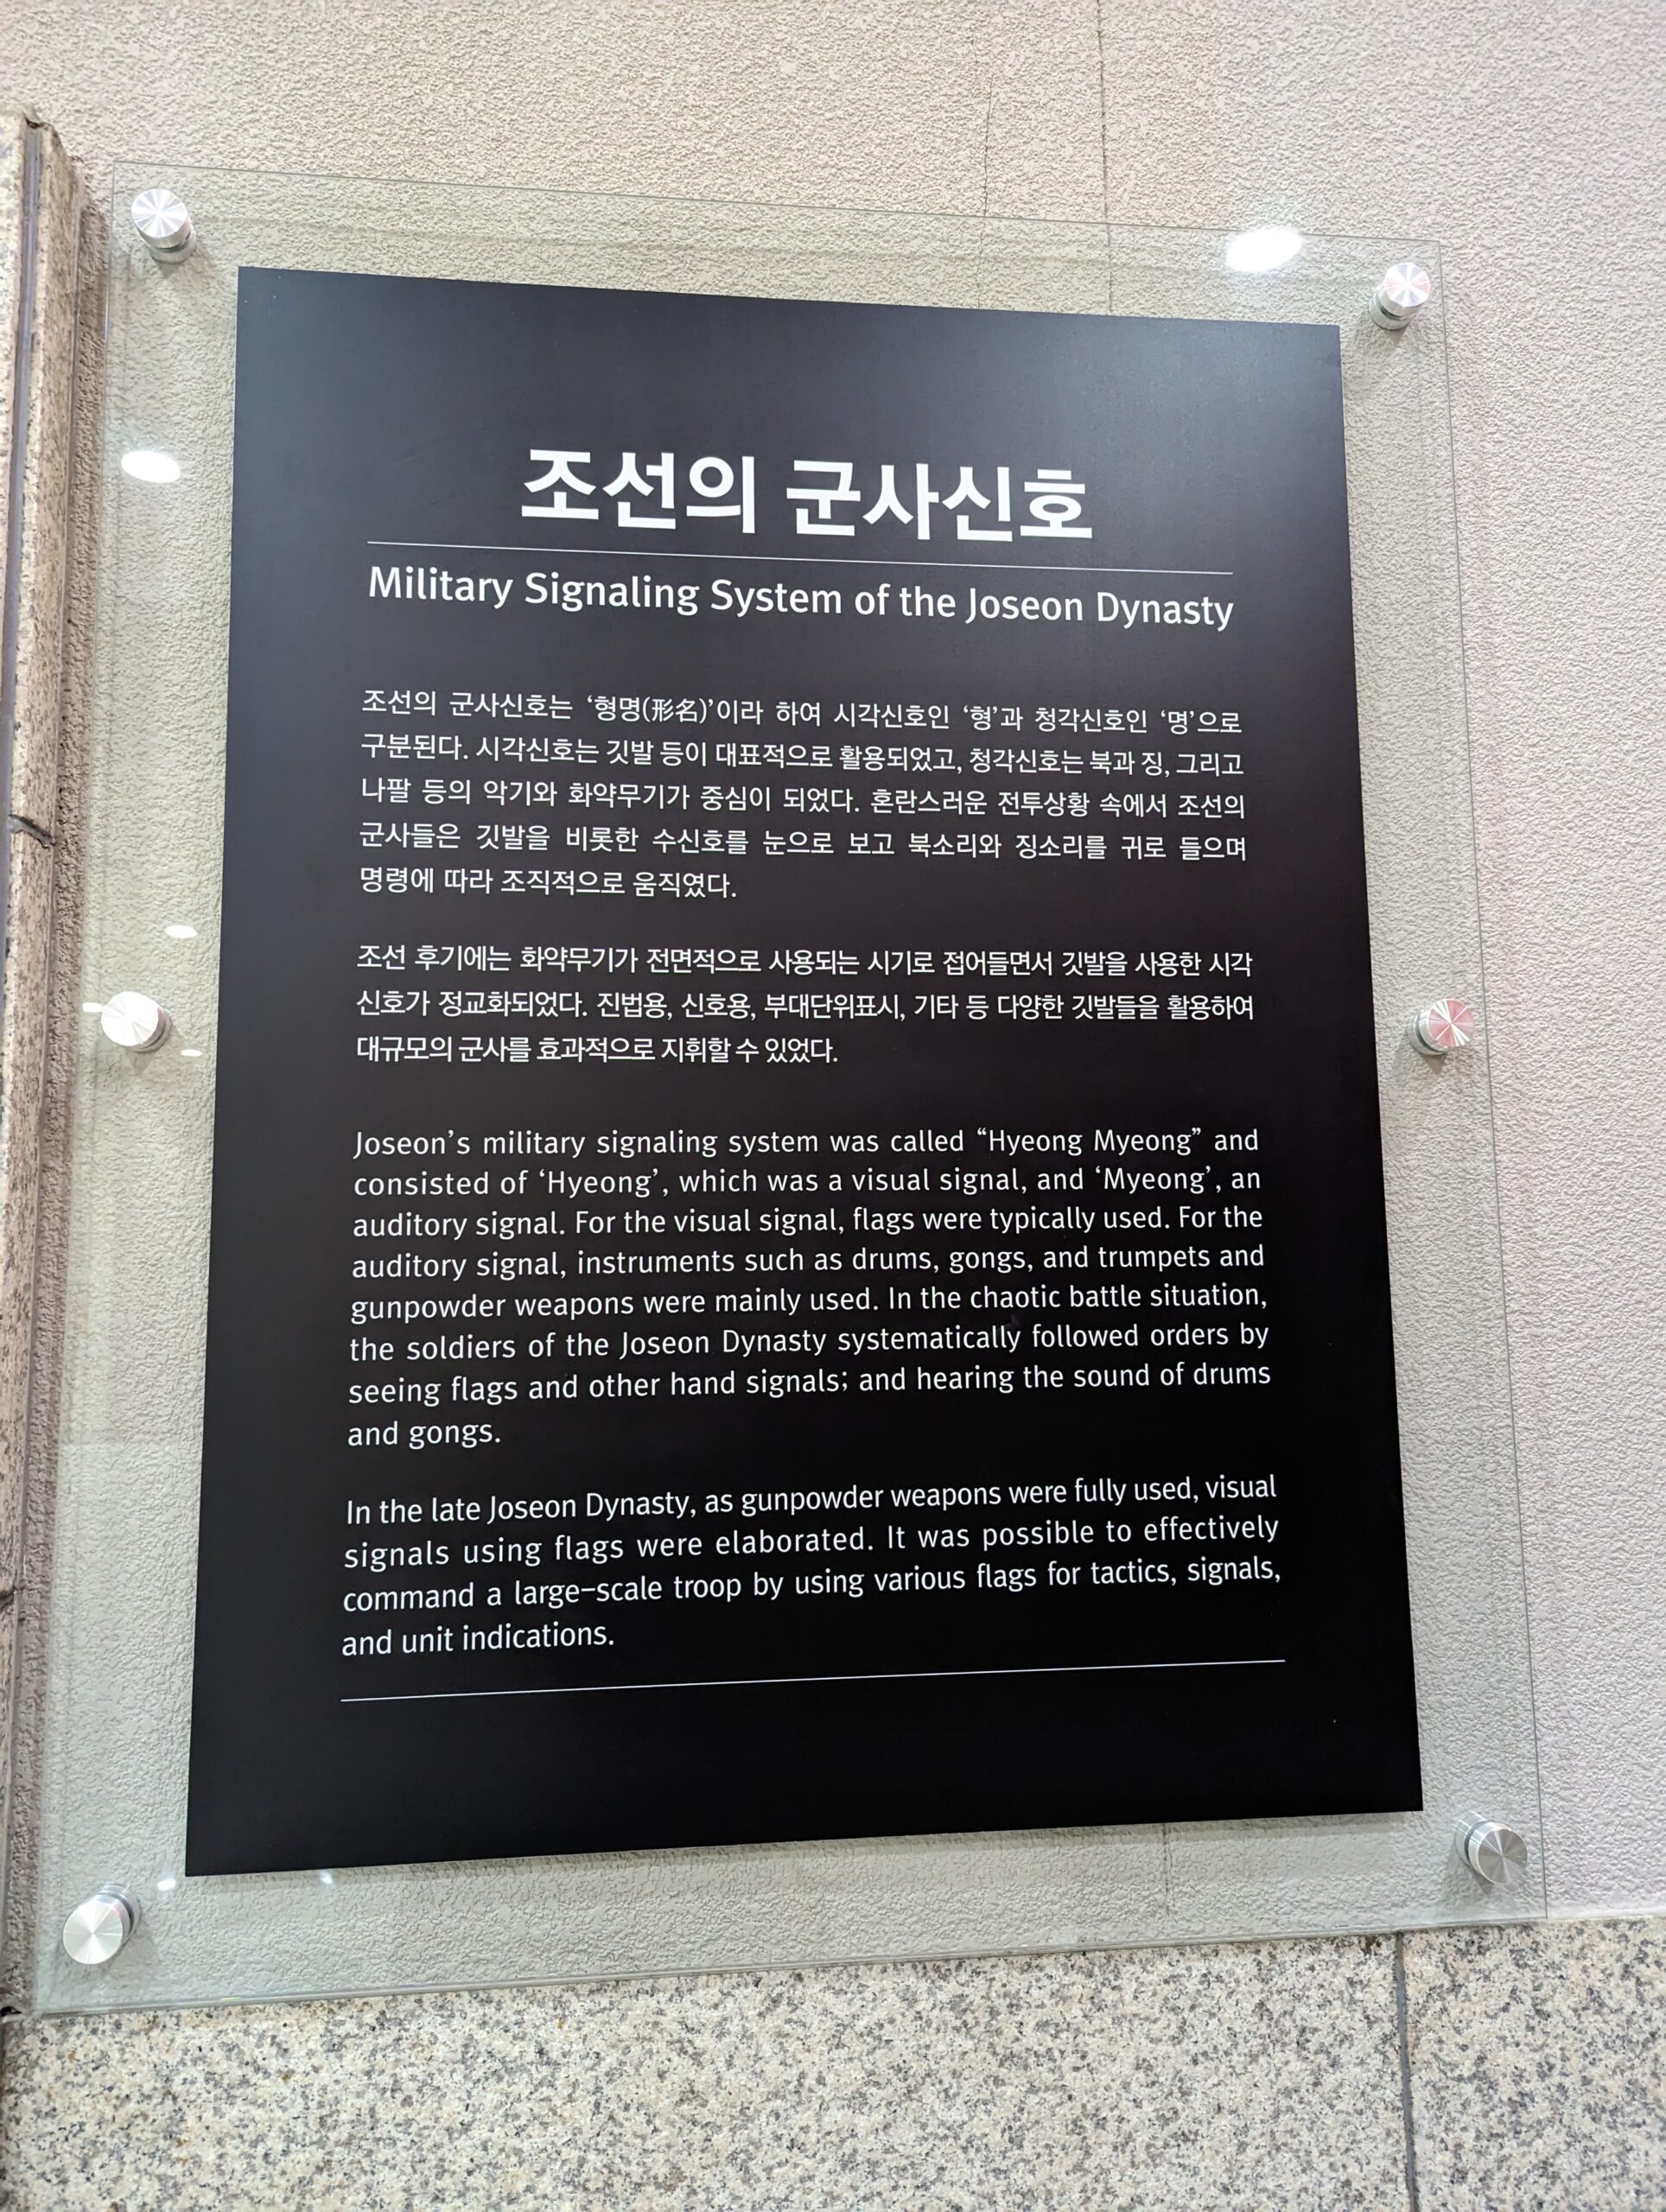 조선의 군사신호
Military Signaling System of the Joseon Dynasty
조선의 군사신호는 ‘형명(形名)’이라 하여 시각신호인 ‘형’과 청각신호인 ‘명’으로
구분된다. 시각신호는 깃발 등이 대표적으로 활용되었고, 청각신호는 북과 징, 그리고
나팔 등의 악기와 화약무기가 중심이 되었다. 혼란스러운 전투상황 속에서 조선의
군사들은 깃발을 비롯한 수신호를 눈으로 보고 북소리와 징소리를 귀로 들으며
명령에 따라 조직적으로 움직였다.
조선 후기에는 화약무기가 전면적으로 사용되는 시기로 접어들면서 깃발을 사용한 시각
신호가 정교화되었다. 진법용, 신호용, 부대단위표시, 기타 등 다양한 깃발들을 활용하여
대규모의 군사를 효과적으로 지휘할 수 있었다.
Joseon’s military signaling system was called “Hyeong Myeong” and
consisted of ‘Hyeong’, which was a visual signal, and ‘Myeong’, an
auditory signal. For the visual signal, flags were typically used. For the
auditory signal, instruments such as drums, gongs, and trumpets and
gunpowder weapons were mainly used. In the chaotic battle situation,
the soldiers of the Joseon Dynasty systematically followed orders by
seeing flags and other hand signals; and hearing the sound of drums
and gongs.
In the late Joseon Dynasty, as gunpowder weapons were fully used, visual
signals using flags were elaborated. It was possible to effectively
command a large-scale troop by using various flags for tactics, signals,
and unit indications.